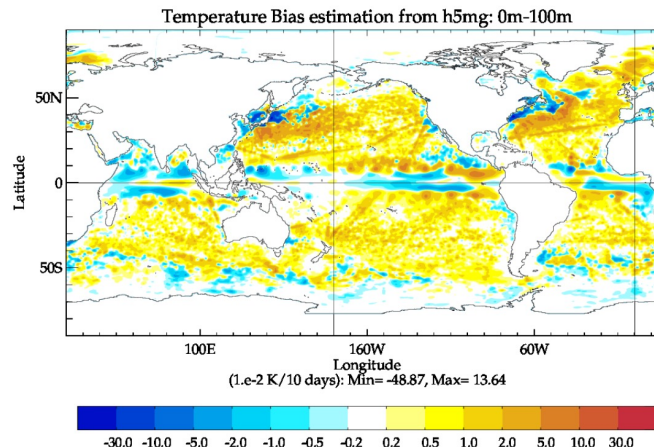 Temperature Bias estimation from h5mg: 0m-100m
50N
0
50S
Latitude
100E
160W
60W
Longitude
(1.e-2 K/10 days): Min= -48.87, Max= 13.64
-30.0 -10.0 -5.0 -2.0 -1.0 -0.5 -0.2 0.2 0.5 1.0 2.0 5.0 10.0 30.0